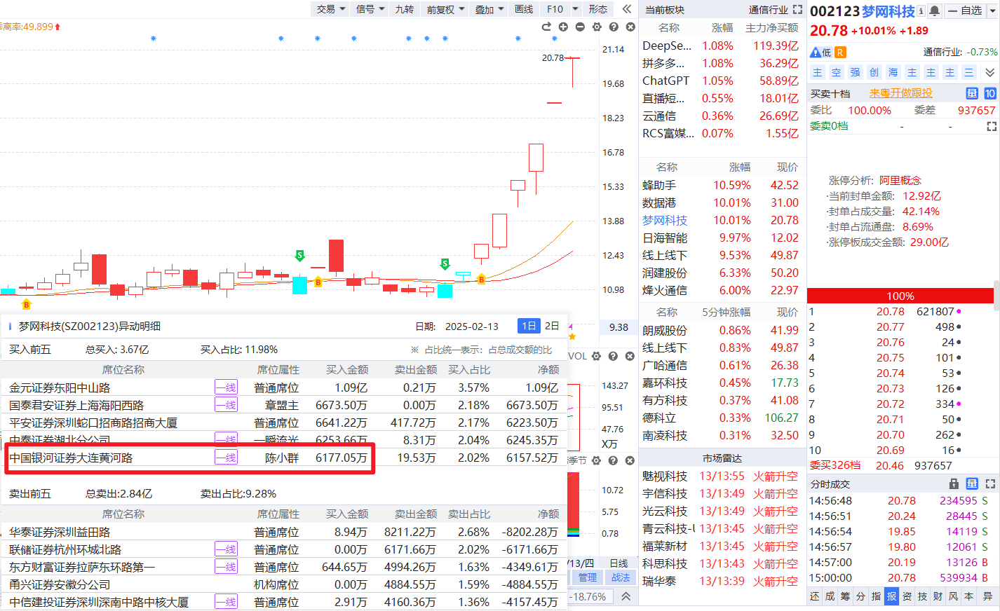 交易 信号 九转 前复权 叠加 画线 F10 形态
离率:49.899
20.78
21.14
19.68
18.23
16.78
15.33
13.88
12.43
10.98
9.38
S
S
B
B
B
梦网科技(SZ002123)异动明细 日期: 2025-02-13 1日 2日
买入前五 总买入: 3.67亿 买入占比: 11.98% ※ 占比统一表示: 占总成交额的比
席位名称 席位属性 买入金额 卖出金额 买入占比 净额
金元证券东阳中山路 一线 普通席位 1.09亿 0.21万 3.57% 1.09亿
国泰君安证券上海海阳西路 一线 章盟主 6673.50万 0.00万 2.18% 6673.50万
平安证券深圳蛇口招商路招商大厦 普通席位 6641.22万 417.72万 2.17% 6223.50万
中泰证券湖北分公司 一线 一瞬流光 6253.66万 8.31万 2.04% 6245.35万
中国银河证券大连黄河路 一线 陈小群 6177.05万 19.53万 2.02% 6157.52万
卖出前五 总卖出:2.84亿 卖出占比:9.28%
席位名称 席位属性 买入金额 卖出金额 卖出占比 净额
华泰证券深圳益田路 普通席位 8.94万 8211.22万 2.68% -8202.28万
联储证券杭州环城北路 一线 普通席位 0.00万 6171.66万 2.02% -6171.66万
东方财富证券拉萨东环路第一 一线 普通席位 644.65万 4994.26万 1.63% -4349.61万
甬兴证券安徽分公司 机构席位 0.00万 4884.55万 1.59% -4884.55万
中信建投证券深圳深南中路中核大厦 一线 普通席位 2.91万 4160.36万 1.36% -4157.45万
VOL
143.27
95.51
47.76
X万
季节
10.72
5.75
0.78
/13/四 日线
管理 战法
-18.76%
当前板块 通信行业
名称 涨幅 主力净买额
DeepSe... 1.08% 119.39亿
拼多多... 1.08% 36.29亿
ChatGPT 1.05% 58.89亿
直播短... 0.55% 18.01亿
云通信 0.36% 26.69亿
RCS富媒... 0.07% 1.55亿
名称 涨幅 现价
蜂助手 10.59% 42.52
数据港 10.01% 31.00
梦网科技 10.01% 20.78
日海智能 9.97% 12.02
线上线下 9.53% 49.87
润建股份 6.33% 50.20
烽火通信 6.00% 22.97
名称 5分钟涨幅 现价
朗威股份 0.86% 41.99
线上线下 0.83% 49.87
广哈通信 0.61% 26.38
嘉环科技 0.45% 17.73
有方科技 0.37% 41.08
德科立 0.33% 106.27
南凌科技 0.31% 32.50
市场雷达
魅视科技 13/13:55 火箭升空
宇信科技 13/13:49 火箭升空
光云科技 13/13:49 火箭升空
青云科技-U 13/13:45 火箭升空
福莱新材 13/13:45 火箭升空
科思科技 13/13:43 火箭升空
瑞华泰 13/13:39 火箭升空
002123 梦网科技 自选
20.78 +10.01% +1.89
低 R 通信行业: -0.73%
主 空 强 创 海 主 主 主 三
买卖十档 来粤开做跟投 量 10
委比 100.00% 委差 937657
委卖0档 - -
涨停分析: 阿里概念
·当前封单金额: 12.92亿
·封单占成交量: 42.14%
·封单占流通盘: 8.69%
·涨停板成交金额: 29.00亿
100%
1 20.78 621807
2 20.77 498
3 20.76 24
4 20.75 101
5 20.74 53
6 20.73 126
7 20.72 334
8 20.71 50
9 20.70 262
10 20.69 16
委买326档 20.46 937657
分时成交 量
14:56:48 20.78 234595 S
14:56:51 20.24 28445 S
14:56:54 19.85 14119 S
14:56:57 19.80 12061 S
14:57:00 20.19 13126 B
15:00:00 20.78 539934 B
还 成 筹 分 指 报 资 技 财 风 本 异